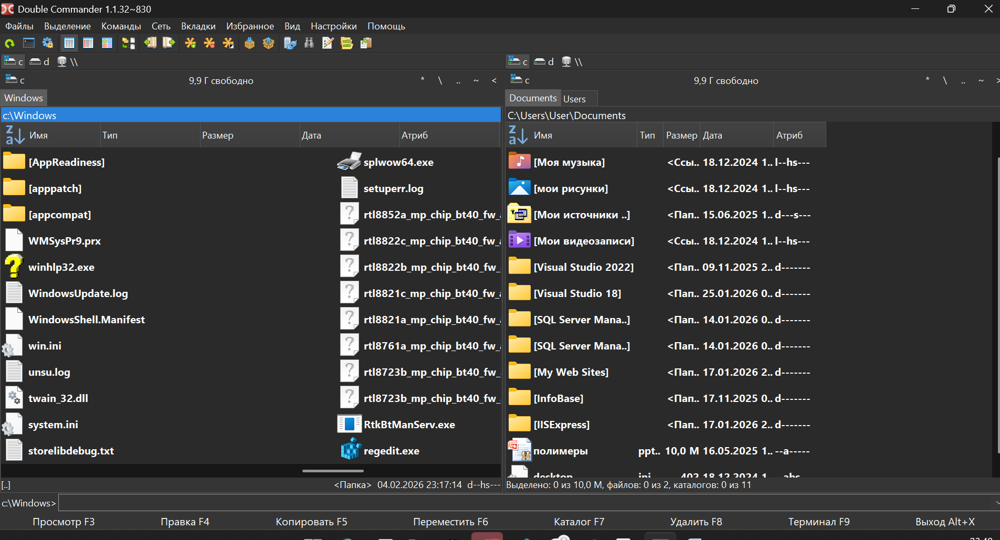 Double Commander 1.1.32~830
Файлы Выделение Команды Сеть Вкладки Избранное Вид Настройки Помощь
c d \\
c d \\
c 9,9 Г свободно * \ .. ~ <
c 9,9 Г свободно * \ .. ~ >
Windows
Documents Users
c:\Windows
C:\Users\User\Documents
Имя Тип Размер Дата Атриб
[AppReadiness]
[apppatch]
[appcompat]
WMSysPr9.prx
winhlp32.exe
WindowsUpdate.log
WindowsShell.Manifest
win.ini
unsu.log
twain_32.dll
system.ini
storelibdebug.txt
splwow64.exe
setuperr.log
rtl8852a_mp_chip_bt40_fw_
rtl8822c_mp_chip_bt40_fw_
rtl8822b_mp_chip_bt40_fw_
rtl8821c_mp_chip_bt40_fw_
rtl8821a_mp_chip_bt40_fw_
rtl8761a_mp_chip_bt40_fw_
rtl8723b_mp_chip_bt40_fw_
rtl8723b_mp_chip_bt40_fw_
RtkBtManServ.exe
regedit.exe
Имя Тип Размер Дата Атриб
[Моя музыка] <Ссы.. 18.12.2024 1.. l--hs---
[мои рисунки] <Ссы.. 18.12.2024 1.. l--hs---
[Мои источники ..] <Пап.. 15.06.2025 1.. d---s---
[Мои видеозаписи] <Ссы.. 18.12.2024 1.. l--hs---
[Visual Studio 2022] <Пап.. 09.11.2025 2.. d-------
[Visual Studio 18] <Пап.. 25.01.2026 0.. d-------
[SQL Server Mana..] <Пап.. 14.01.2026 0.. d-------
[SQL Server Mana..] <Пап.. 14.01.2026 0.. d-------
[My Web Sites] <Пап.. 17.01.2026 2.. d-------
[InfoBase] <Пап.. 17.11.2025 0.. d-------
[IISExpress] <Пап.. 17.01.2026 2.. d-------
полимеры ppt.. 10,0 M 16.05.2025 1.. --a-----
desktop ini 402 18.12.2024 1
[..] <Папка> 04.02.2026 23:17:14 d--hs---
Выделено: 0 из 10,0 M, файлов: 0 из 2, каталогов: 0 из 11
c:\Windows>
Просмотр F3 Правка F4 Копировать F5 Переместить F6 Каталог F7 Удалить F8 Терминал F9 Выход Alt+X